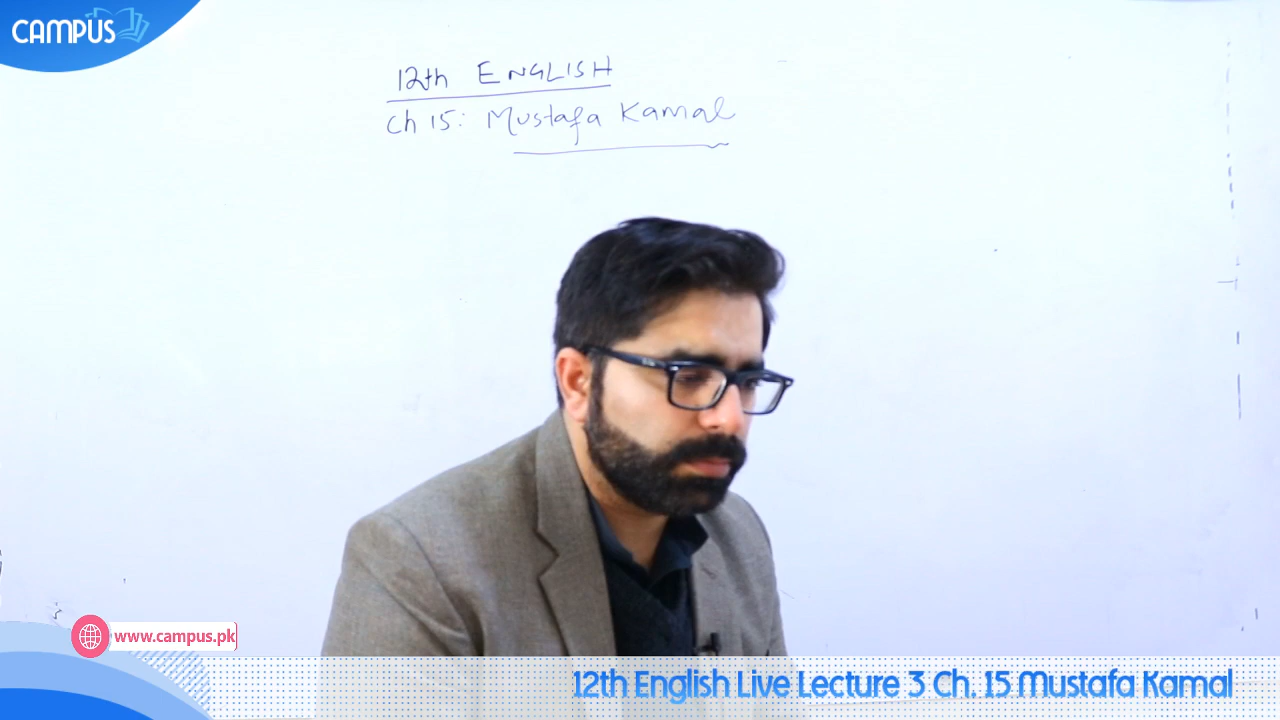 CAMPUS
12th ENGLISH
Ch 15: Mustafa Kamal
www.campus.pk
12th English Live Lecture 3 Ch. 15 Mustafa Kamal